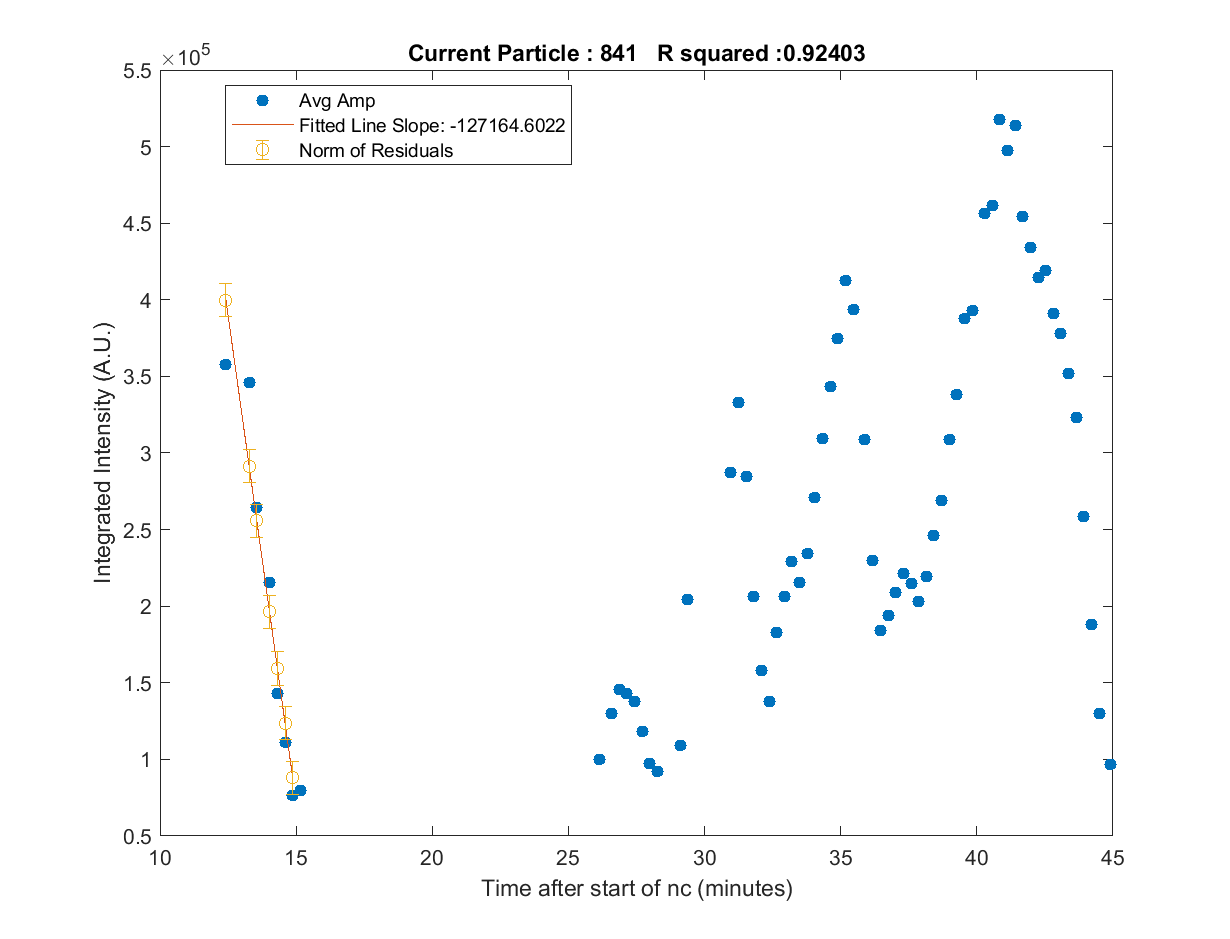 Current Particle : 841 R squared :0.92403
×10^5
5.5
5
4.5
4
3.5
3
2.5
2
1.5
1
0.5
Avg Amp
Fitted Line Slope: -127164.6022
Norm of Residuals
Integrated Intensity (A.U.)
10 15 20 25 30 35 40 45
Time after start of nc (minutes)